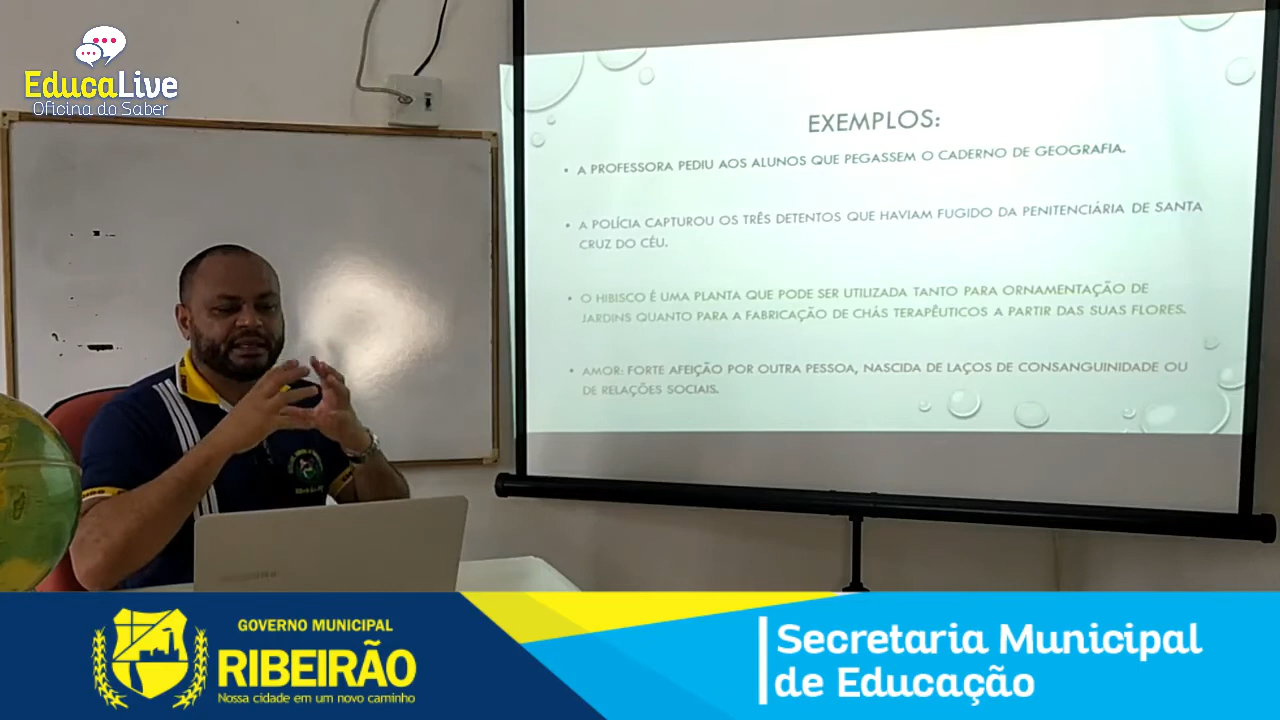 EducaLive
Oficina do Saber
EXEMPLOS:
• A PROFESSORA PEDIU AOS ALUNOS QUE PEGASSEM O CADERNO DE GEOGRAFIA.
• A POLÍCIA CAPTUROU OS TRÊS DETENTOS QUE HAVIAM FUGIDO DA PENITENCIÁRIA DE SANTA
CRUZ DO CÉU.
• O HIBISCO É UMA PLANTA QUE PODE SER UTILIZADA TANTO PARA ORNAMENTAÇÃO DE
JARDINS QUANTO PARA A FABRICAÇÃO DE CHÁS TERAPÊUTICOS A PARTIR DAS SUAS FLORES.
• AMOR: FORTE AFEIÇÃO POR OUTRA PESSOA, NASCIDA DE LAÇOS DE CONSANGUINIDADE OU
DE RELAÇÕES SOCIAIS.
GOVERNO MUNICIPAL
RIBEIRÃO
Nossa cidade em um novo caminho
Secretaria Municipal
de Educação